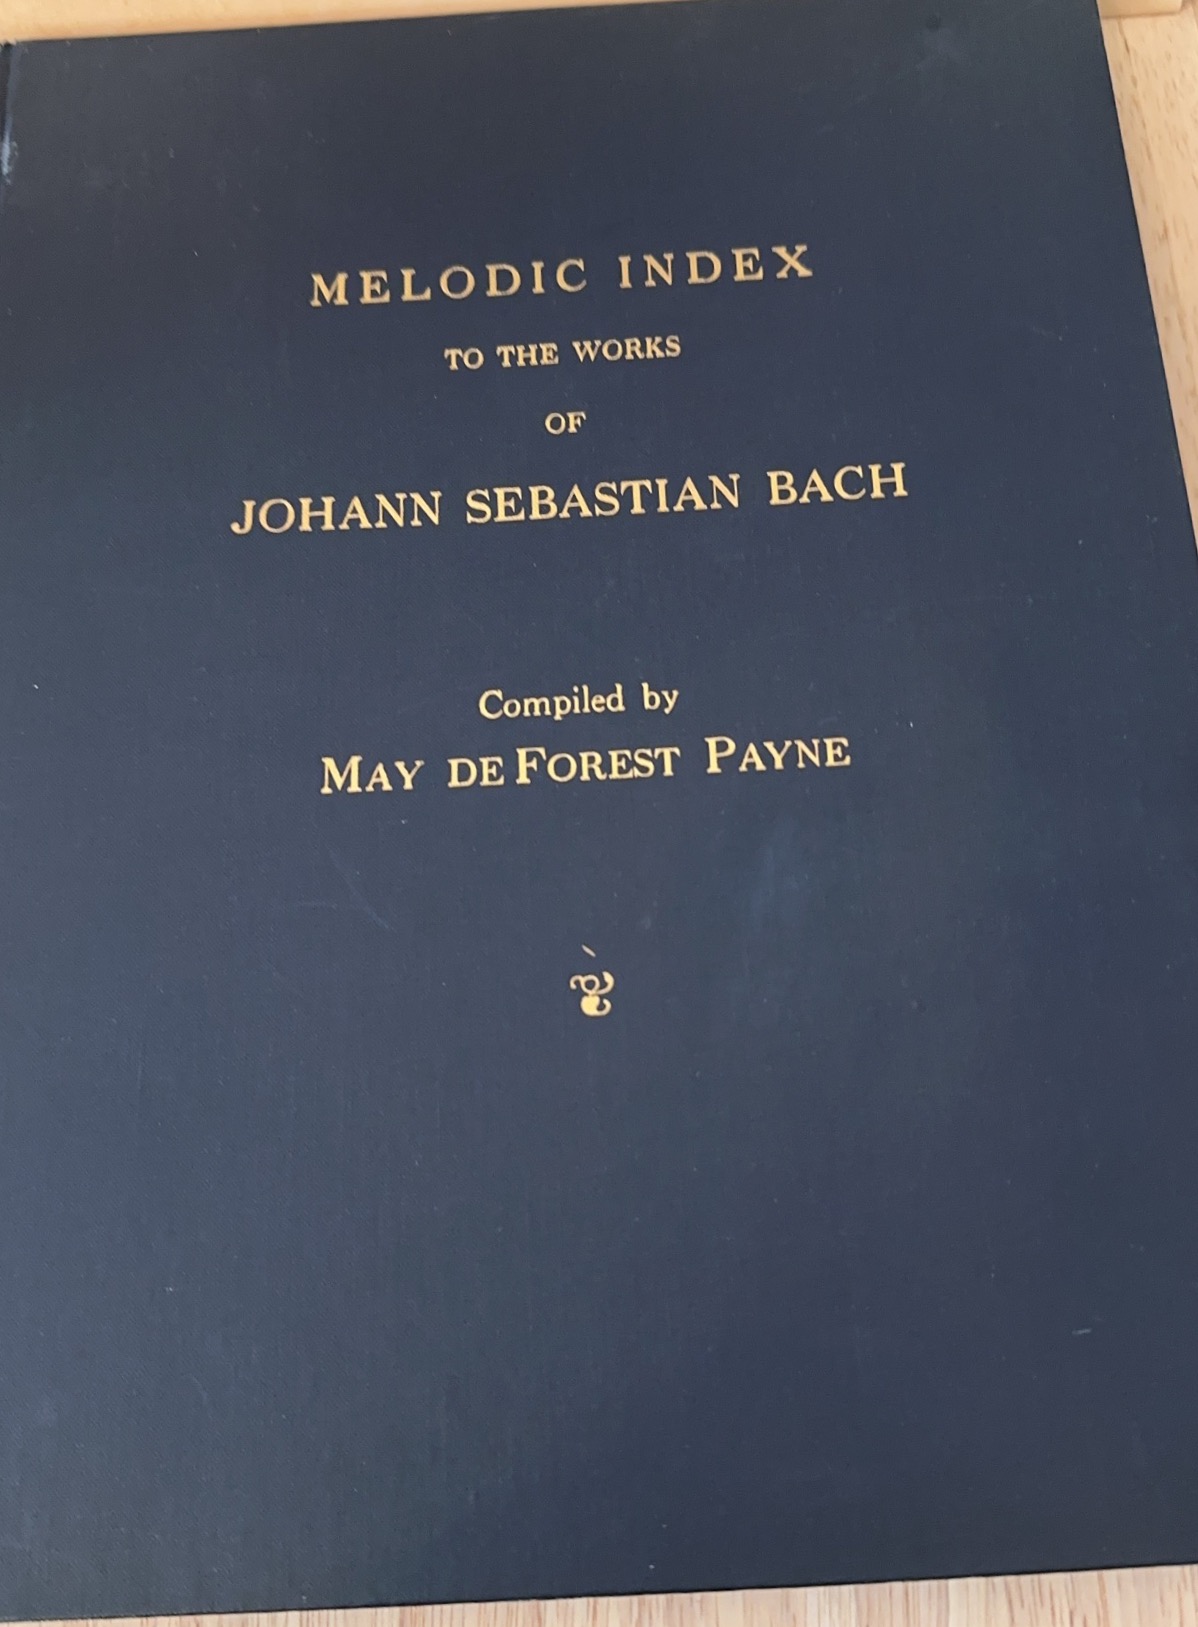 MELODIC INDEX
TO THE WORKS
OF
JOHANN SEBASTIAN BACH
Compiled by
MAY DE FOREST PAYNE